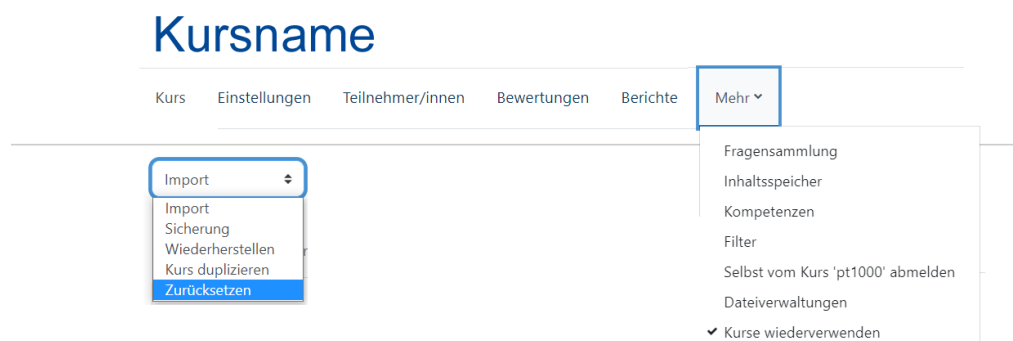 Kursname
Kurs Einstellungen Teilnehmer/innen Bewertungen Berichte Mehr
Import
Import
Sicherung
Wiederherstellen
Kurs duplizieren
Zurücksetzen
Fragensammlung
Inhaltsspeicher
Kompetenzen
Filter
Selbst vom Kurs 'pt1000' abmelden
Dateiverwaltungen
Kurse wiederverwenden